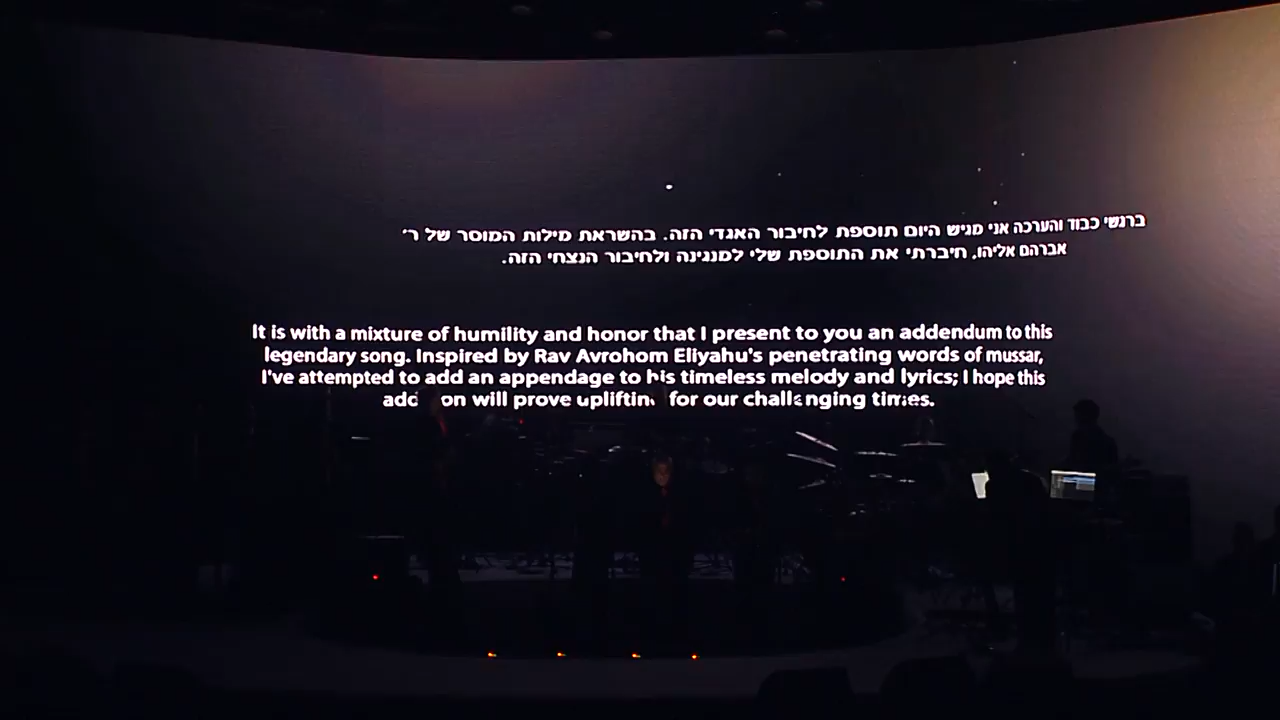 ברגשי כבוד והערכה אני מגיש היום תוספת לחיבור האגדי הזה. בהשראת מילות המוסר של ר'
אברהם אליהו, חיברתי את התוספת שלי למנגינה ולחיבור הנצחי הזה.
It is with a mixture of humility and honor that I present to you an addendum to this
legendary song. Inspired by Rav Avrohom Eliyahu's penetrating words of mussar,
I've attempted to add an appendage to his timeless melody and lyrics; I hope this
will prove uplifting for our challenging times.